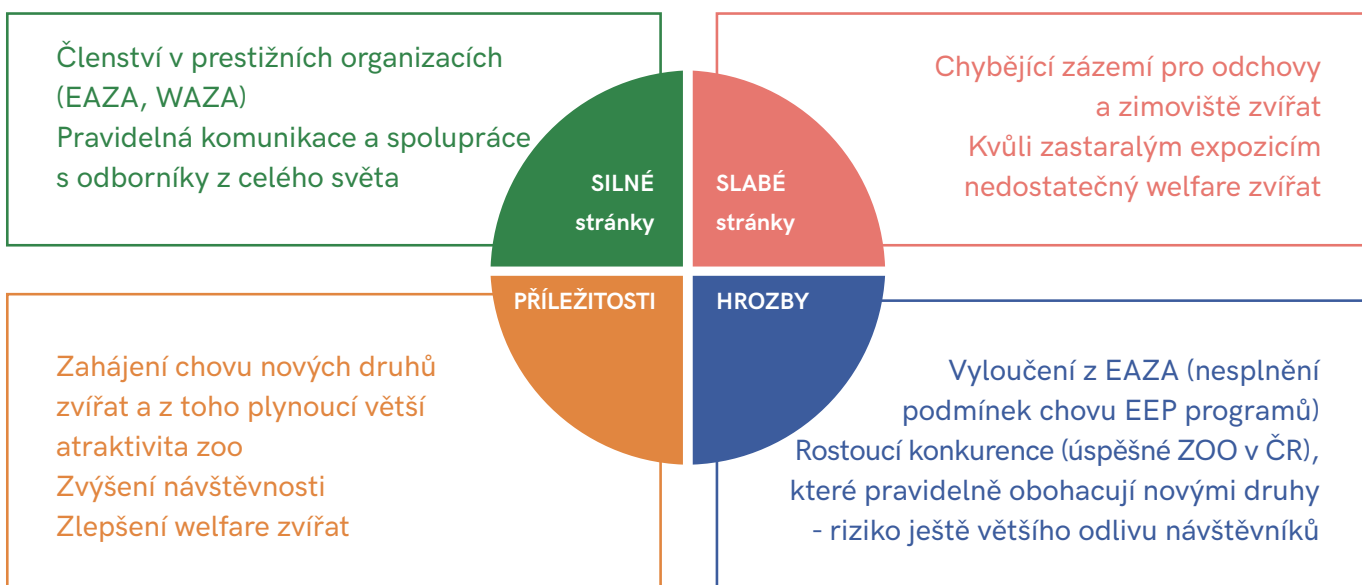 Členství v prestižních organizacích
(EAZA, WAZA)
Pravidelná komunikace a spolupráce
s odborníky z celého světa
SILNÉ
stránky
Chybějící zázemí pro odchovy
a zimoviště zvířat
Kvůli zastaralým expozicím
nedostatečný welfare zvířat
SLABÉ
stránky
PŘÍLEŽITOSTI
Zahájení chovu nových druhů
zvířat a z toho plynoucí větší
atraktivita zoo
Zvýšení návštěvnosti
Zlepšení welfare zvířat
HROZBY
Vyloučení z EAZA (nesplnění
podmínek chovu EEP programů)
Rostoucí konkurence (úspěšné ZOO v ČR),
které pravidelně obohacují novými druhy
- riziko ještě většího odlivu návštěvníků